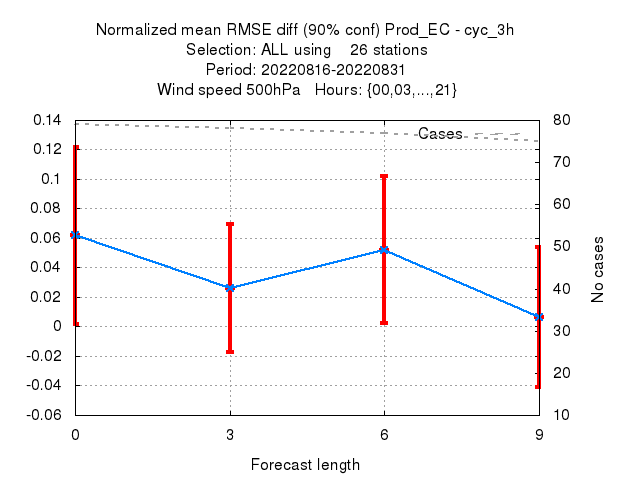 Normalized mean RMSE diff (90% conf) Prod_EC - cyc_3h
Selection: ALL using    26 stations
Period: 20220816-20220831
Wind speed 500hPa   Hours: {00,03,...,21}
0.14
0.12
0.1
0.08
0.06
0.04
0.02
0
-0.02
-0.04
-0.06
80
70
60
50
40
30
20
10
Cases
No cases
0 3 6 9
Forecast length